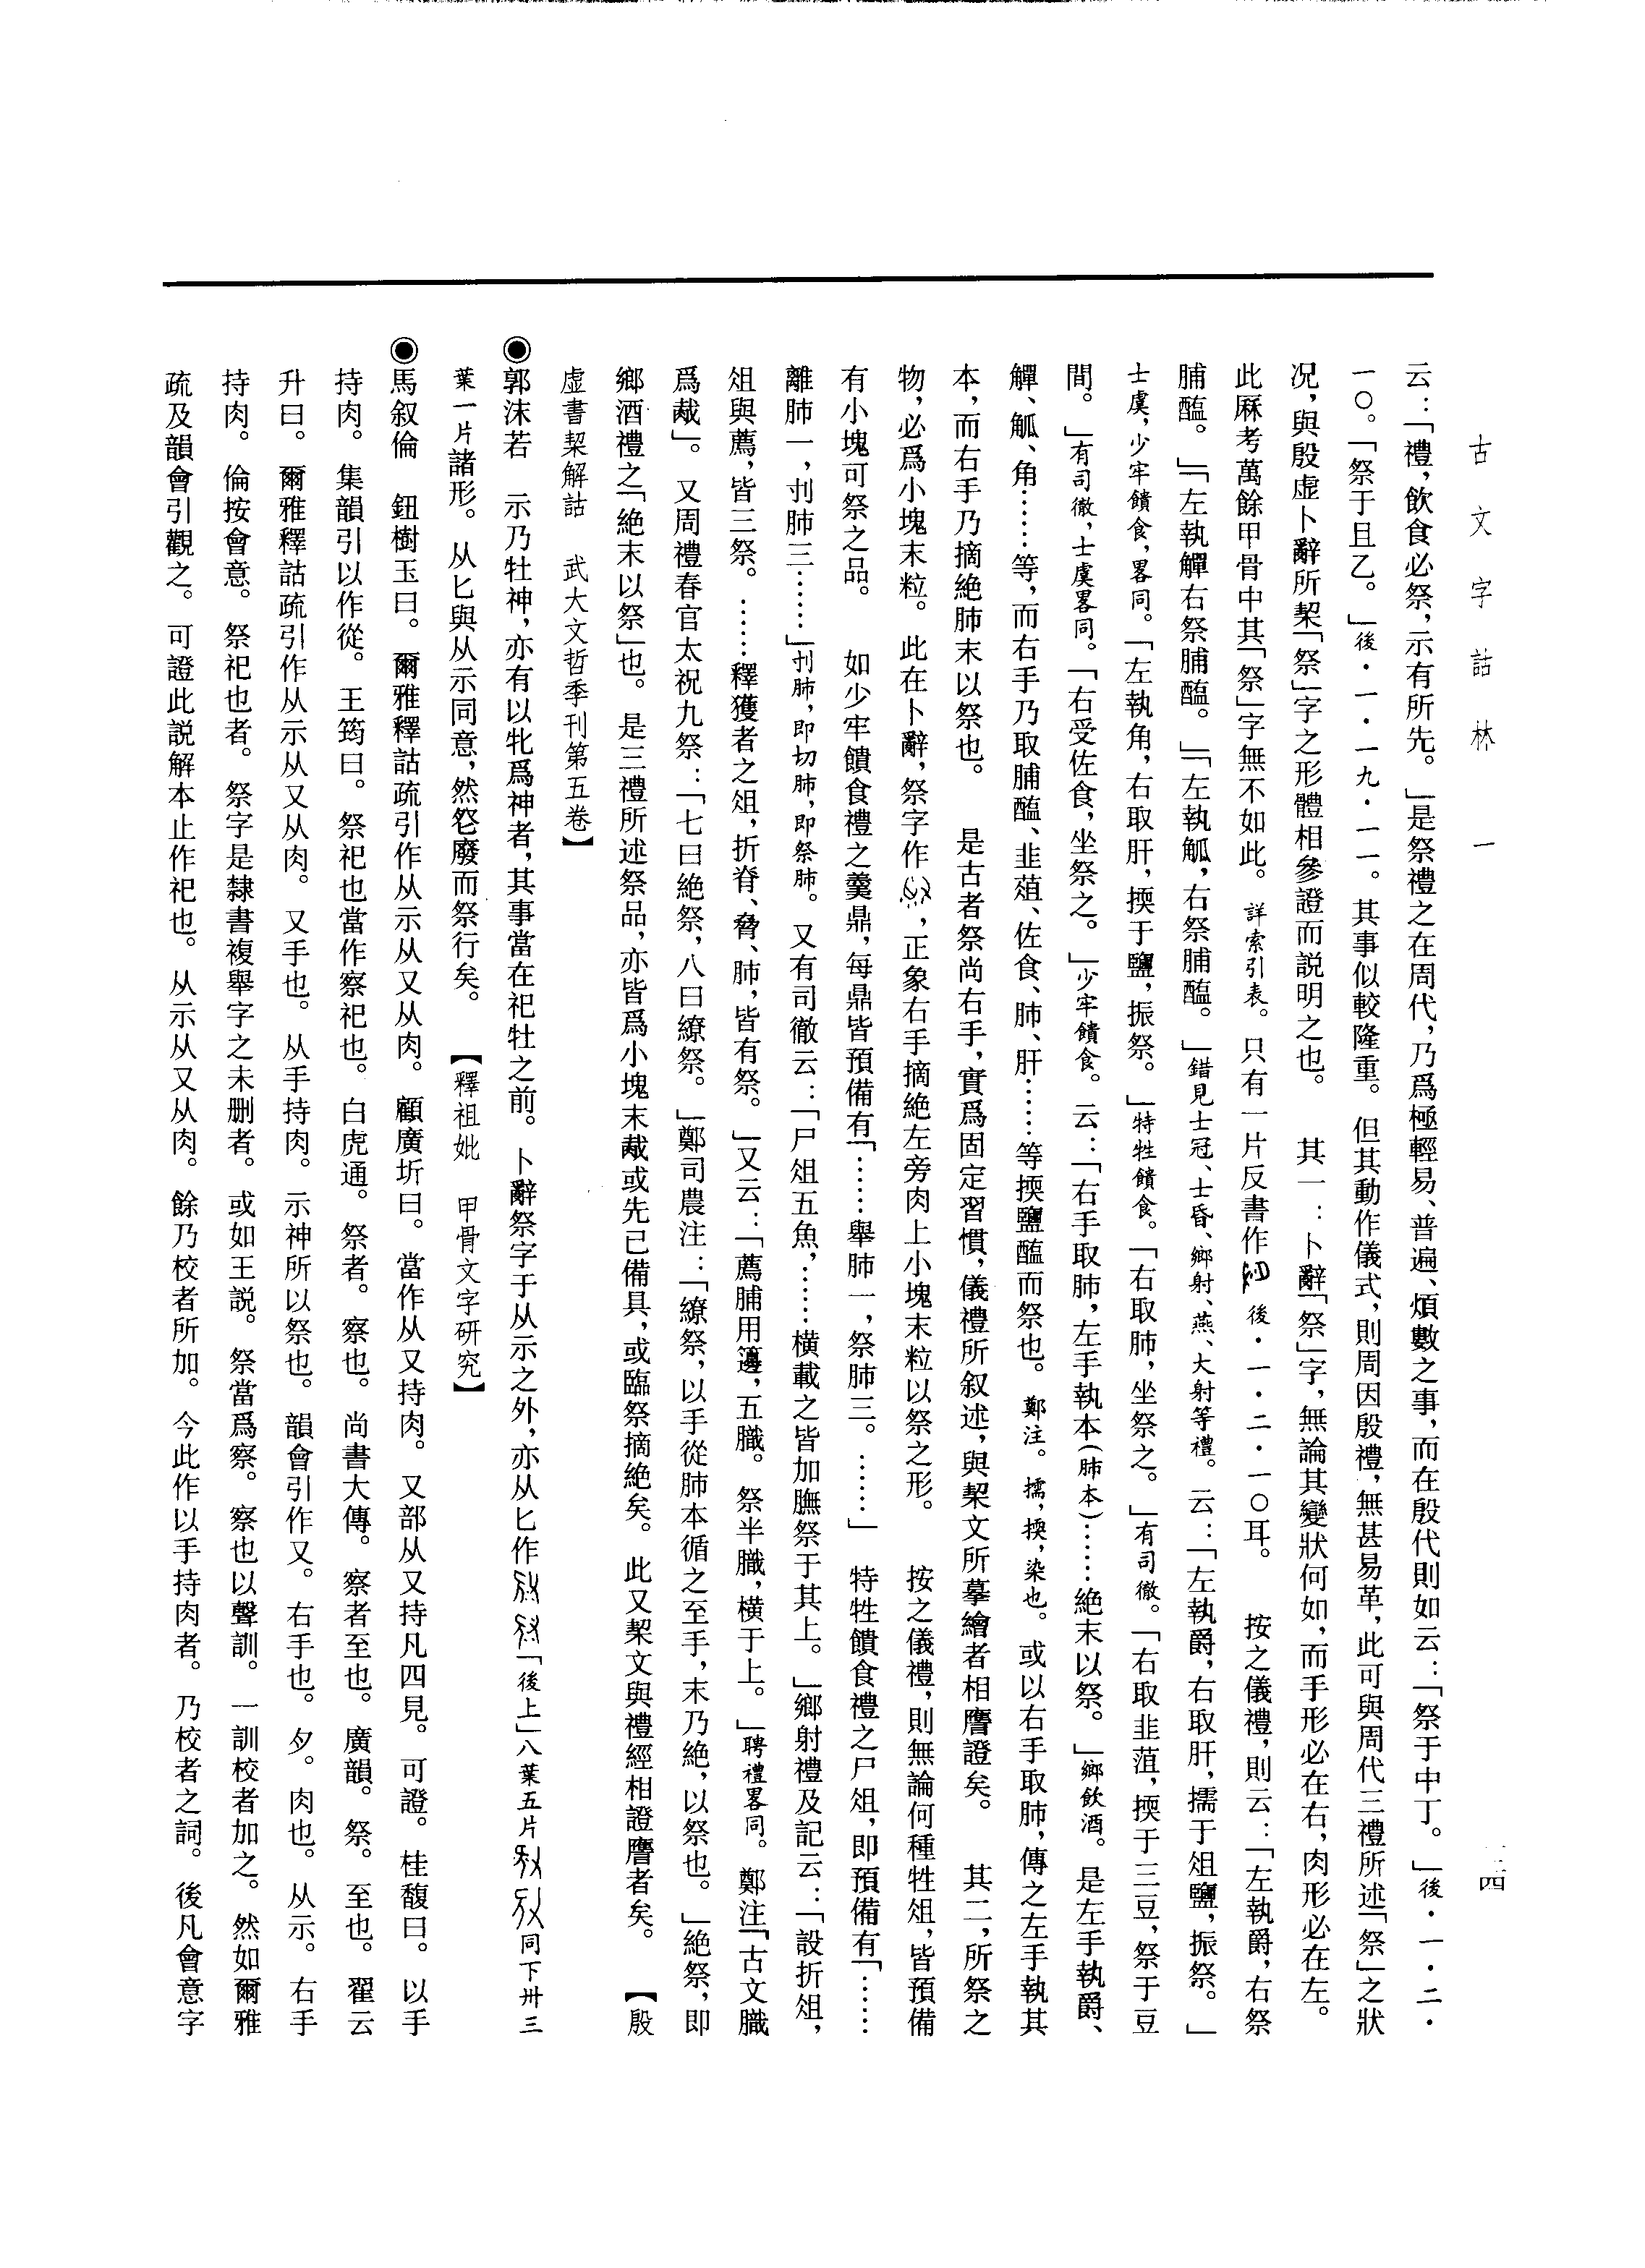 古文字詁林 一
四
云：「禮，飲食必祭，示有所先。」是祭禮之在周代，乃爲極輕易、普遍、煩數之事，而在殷代則如云：「祭于中丁。」後·一·二·
一〇。「祭于且乙。」後·一·一九·一一。其事似較隆重。但其動作儀式，則周因殷禮，無甚易革，此可與周代三禮所述「祭」之狀
况，與殷虛卜辭所栔「祭」字之形體相參證而説明之也。　其一：卜辭「祭」字，無論其變狀何如，而手形必在右，肉形必在左。
此厤考萬餘甲骨中其「祭」字無不如此。詳索引表。只有一片反書作 後·一·二·一〇耳。　按之儀禮，則云：「左執爵，右祭
脯醢。」「左執觶右祭脯醢。」「左執觚，右祭脯醢。」錯見士冠、士昏、鄉射、燕、大射等禮。云：「左執爵，右取肝，擩于俎鹽，振祭。」
士虞，少牢饋食，畧同。「左執角，右取肝，擩于鹽，振祭。」特牲饋食。「右取肺，坐祭之。」有司徹。「右取韭菹，擩于三豆，祭于豆
間。」有司徹，士虞畧同。「右受佐食，坐祭之。」少牢饋食。云：「右手取肺，左手執本（肺本）……絶末以祭。」鄉飲酒。是左手執爵、
觶、觚、角……等，而右手乃取脯醢、韭菹、佐食、肺、肝……等擩鹽醢而祭也。鄭注。擩，染也。或以右手取肺，傳之左手執其
本，而右手乃摘絶肺末以祭也。　是古者祭尚右手，實爲固定習慣，儀禮所叙述，與栔文所摹繪者相譍證矣。　其二，所祭之
物，必爲小塊末粒。此在卜辭，祭字作 ，正象右手摘絶左旁肉上小塊末粒以祭之形。　按之儀禮，則無論何種牲俎，皆預備
有小塊可祭之品。　如少牢饋食禮之羹鼎，每鼎皆預備有「……舉肺一，祭肺三。……」　特牲饋食禮之尸俎，即預備有「……
離肺一，刌肺三……」刌肺，即切肺，即祭肺。又有司徹云：「尸俎五魚，……横載之皆加膴祭于其上。」鄉射禮及記云：「設折俎，
俎與薦，皆三祭。……釋獲者之俎，折脊、脅、肺，皆有祭。」又云：「薦脯用籩，五膱。祭半膱，横于上。」聘禮畧同。鄭注「古文膱
爲胾」。又周禮春官太祝九祭：「七曰絶祭，八曰繚祭。」鄭司農注：「繚祭，以手從肺本循之至手，末乃絶，以祭也。」絶祭，即
鄉酒禮之「絶末以祭」也。是三禮所述祭品，亦皆爲小塊末胾或先已備具，或臨祭摘絶矣。此又栔文與禮經相證譍者矣。　【殷
虛書契解詁　武大文哲季刊第五卷】
◉郭沫若　示乃牡神，亦有以牝爲神者，其事當在祀牡之前。卜辭祭字于从示之外，亦从匕作 「後上」八葉五片 同下卅三
葉一片諸形。从匕與从示同意，然 廢而祭行矣。　【釋祖妣　甲骨文字研究】
◉馬叙倫　鈕樹玉曰。爾雅釋詁疏引作从示从又从肉。顧廣圻曰。當作从又持肉。又部从又持凡四見。可證。桂馥曰。以手
持肉。集韻引以作從。王筠曰。祭祀也當作察祀也。白虎通。祭者。察也。尚書大傳。察者至也。廣韻。祭。至也。翟云
升曰。爾雅釋詁疏引作从示从又从肉。又手也。从手持肉。示神所以祭也。韻會引作又。右手也。夕。肉也。从示。右手
持肉。倫按會意。祭祀也者。祭字是隸書複舉字之未删者。或如王説。祭當爲察。察也以聲訓。一訓校者加之。然如爾雅
疏及韻會引觀之。可證此説解本止作祀也。从示从又从肉。餘乃校者所加。今此作以手持肉者。乃校者之詞。後凡會意字